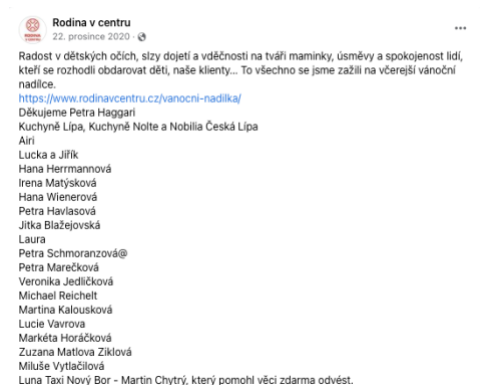 Rodina v centru
22. prosince 2020 ·
Radost v dětských očích, slzy dojetí a vděčnosti na tváři maminky, úsměvy a spokojenost lidí,
kteří se rozhodli obdarovat děti, naše klienty... To všechno se jsme zažili na včerejší vánoční
nadílce.
https://www.rodinavcentru.cz/vanocni-nadilka/
Děkujeme Petra Haggari
Kuchyně Lípa, Kuchyně Nolte a Nobilia Česká Lípa
Airi
Lucka a Jiřík
Hana Herrmannová
Irena Matýsková
Hana Wienerová
Petra Havlasová
Jitka Blažejovská
Laura
Petra Schmoranzová@
Petra Marečková
Veronika Jedličková
Michael Reichelt
Martina Kalousková
Lucie Vavrova
Markéta Horáčková
Zuzana Matlova Ziklová
Miluše Vytlačilová
Luna Taxi Nový Bor - Martin Chytrý, který pomohl věci zdarma odvést.